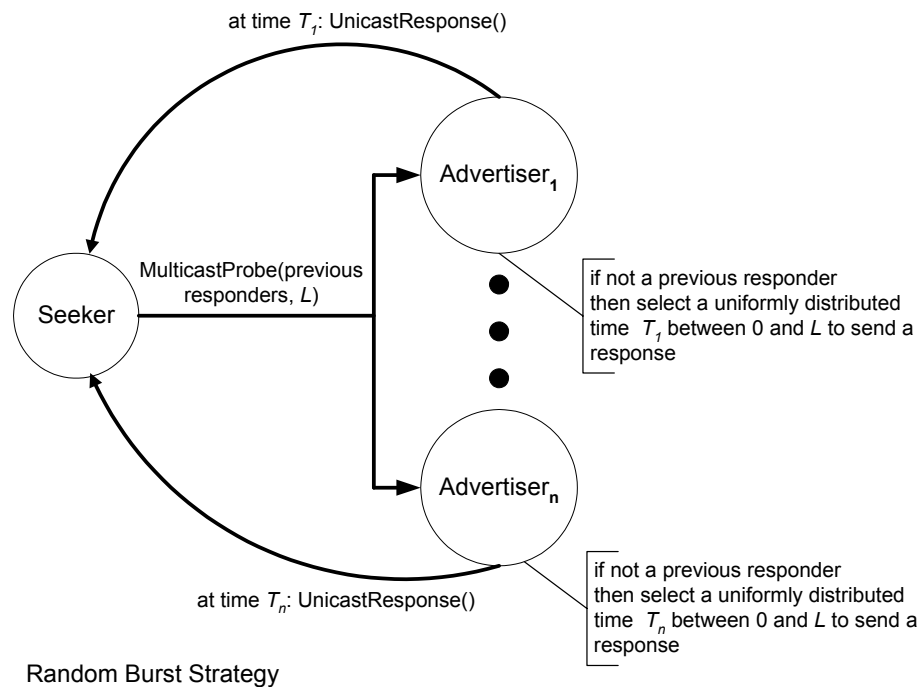 at time T1: UnicastResponse()
Advertiser1
MulticastProbe(previous
responders, L)
Seeker
if not a previous responder
then select a uniformly distributed
time T1 between 0 and L to send a
response
Advertisern
at time Tn: UnicastResponse()
if not a previous responder
then select a uniformly distributed
time Tn between 0 and L to send a
response
Random Burst Strategy